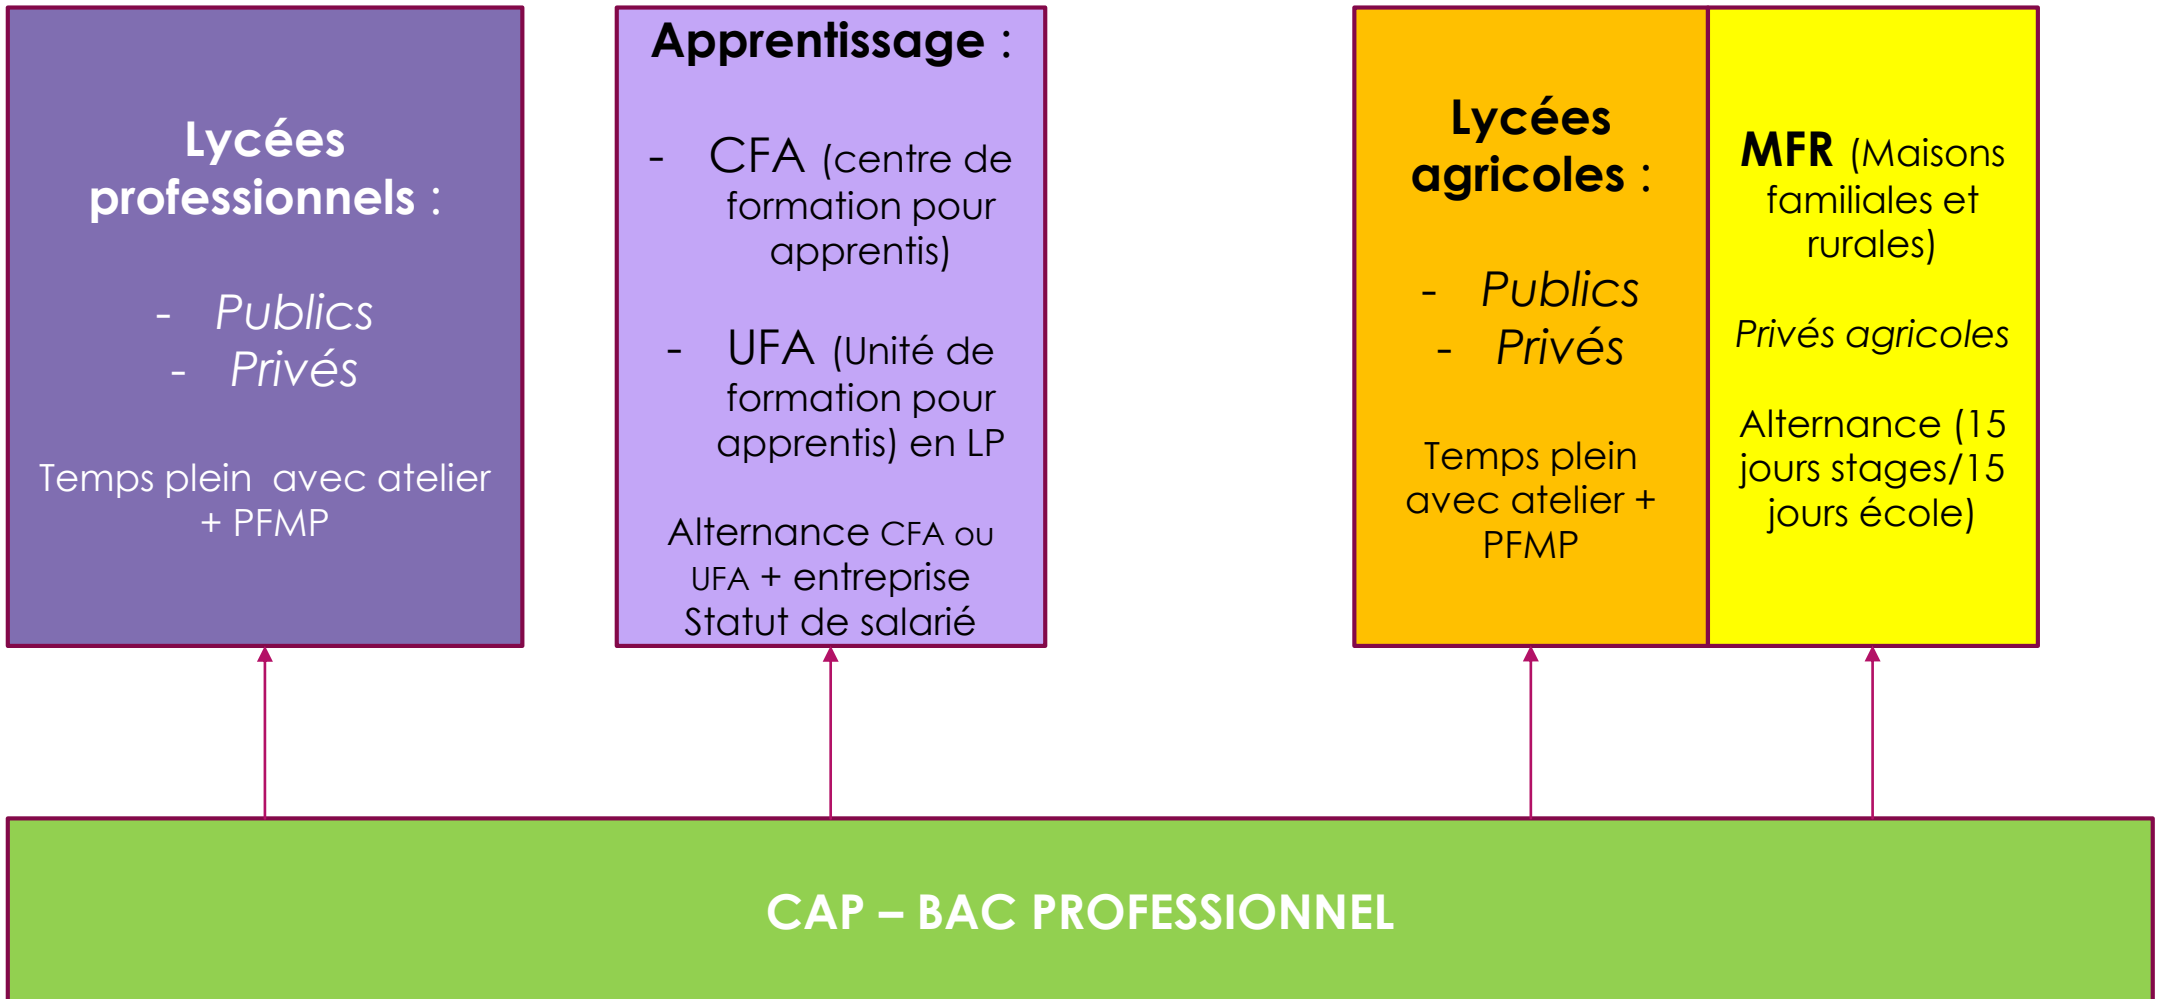 Lycées
professionnels :
- Publics
- Privés
Temps plein avec atelier
+ PFMP
Apprentissage :
- CFA (centre de
formation pour
apprentis)
- UFA (Unité de
formation pour
apprentis) en LP
Alternance CFA ou
UFA + entreprise
Statut de salarié
Lycées
agricoles :
- Publics
- Privés
Temps plein
avec atelier +
PFMP
MFR (Maisons
familiales et
rurales)
Privés agricoles
Alternance (15
jours stages/15
jours école)
CAP – BAC PROFESSIONNEL